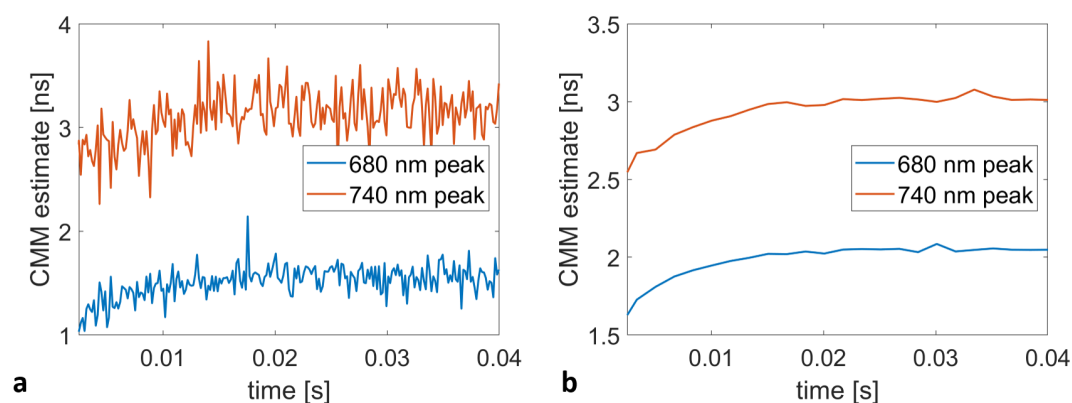 4
3
2
1
CMM estimate [ns]
680 nm peak
740 nm peak
0.01
0.02
0.03
0.04
time [s]
a
3.5
3
2.5
2
1.5
CMM estimate [ns]
680 nm peak
740 nm peak
0.01
0.02
0.03
0.04
time [s]
b